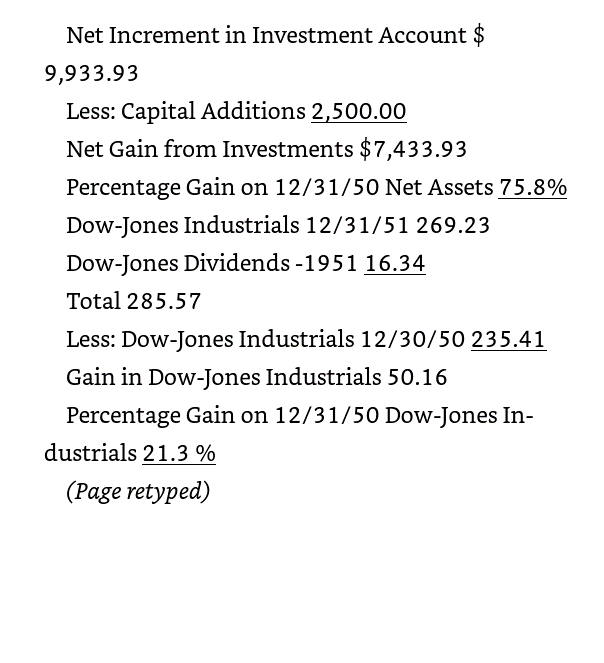 Net Increment in Investment Account $
9,933.93
Less: Capital Additions 2,500.00
Net Gain from Investments $7,433.93
Percentage Gain on 12/31/50 Net Assets 75.8%
Dow-Jones Industrials 12/31/51 269.23
Dow-Jones Dividends -1951 16.34
Total 285.57
Less: Dow-Jones Industrials 12/30/50 235.41
Gain in Dow-Jones Industrials 50.16
Percentage Gain on 12/31/50 Dow-Jones In-
dustrials 21.3 %
(Page retyped)